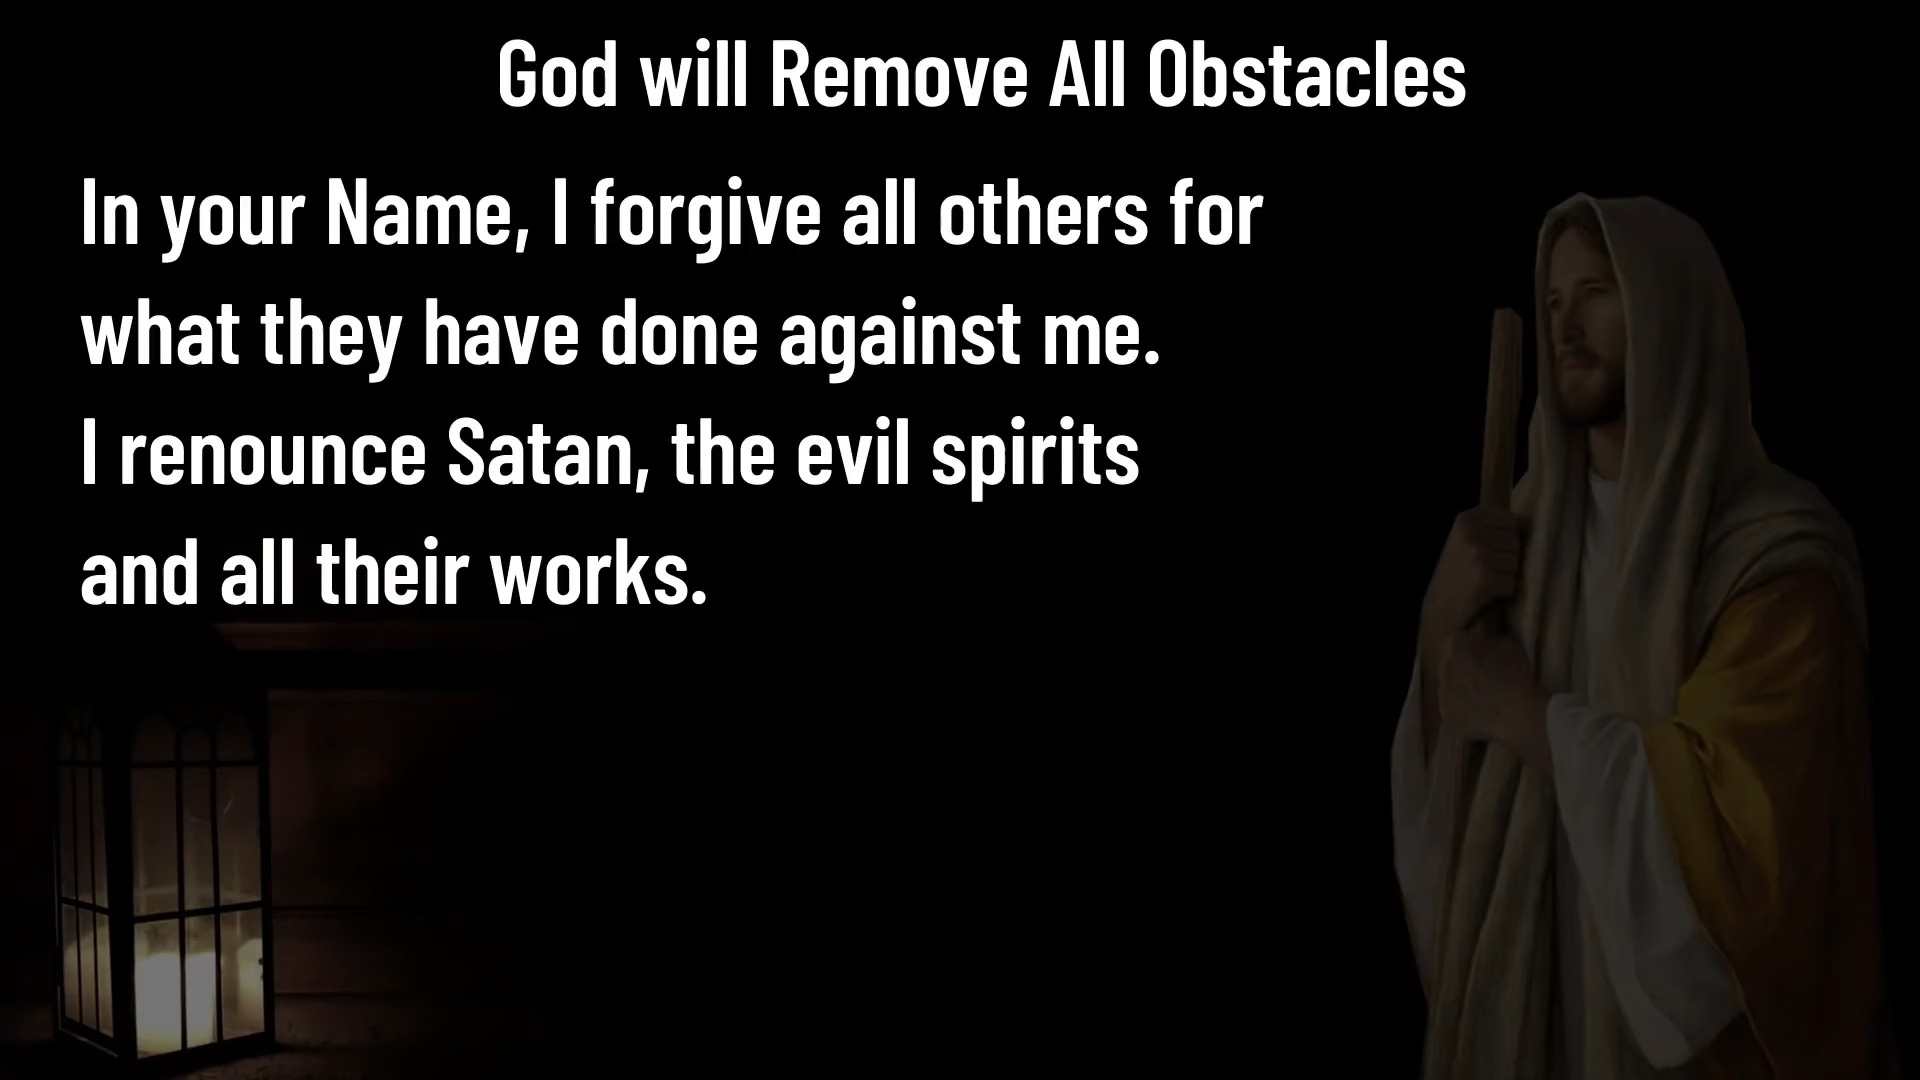 God will Remove All Obstacles
In your Name, I forgive all others for
what they have done against me.
I renounce Satan, the evil spirits
and all their works.